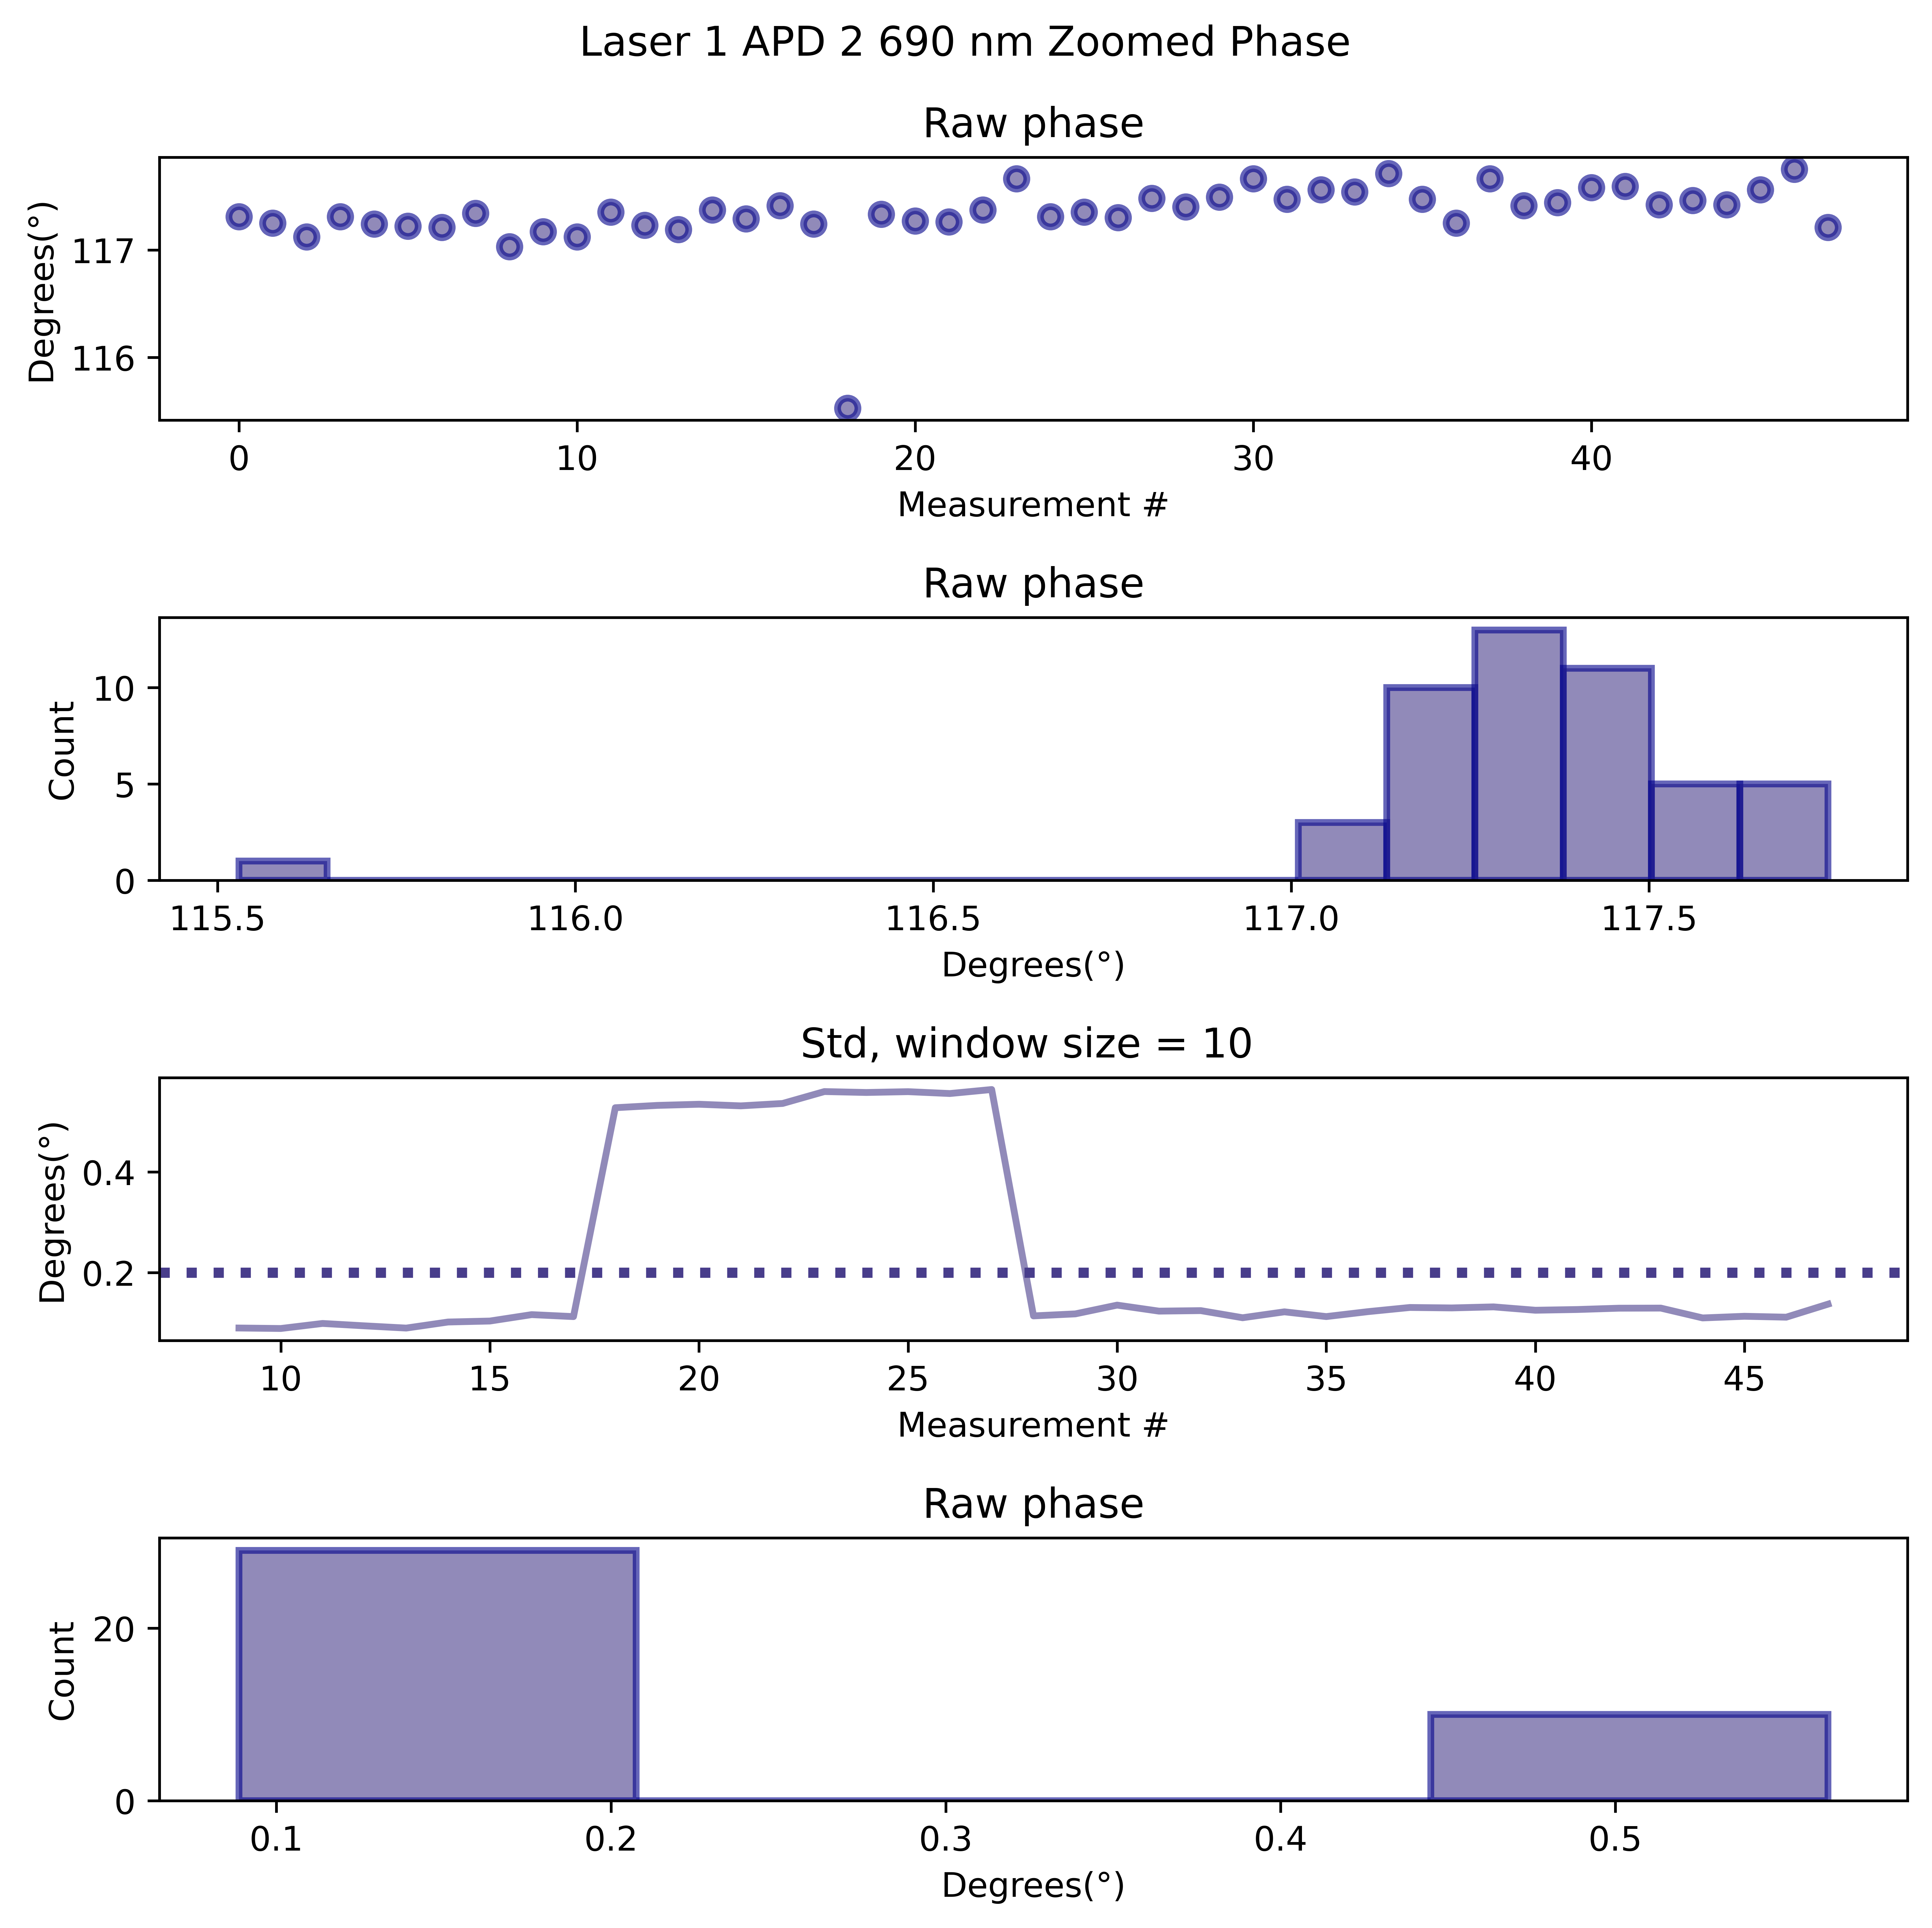 Laser 1 APD 2 690 nm Zoomed Phase
Raw phase
Degrees(°)
117
116
0 10 20 30 40
Measurement #
Raw phase
Count
10
5
0
115.5 116.0 116.5 117.0 117.5
Degrees(°)
Std, window size = 10
Degrees(°)
0.4
0.2
10 15 20 25 30 35 40 45
Measurement #
Raw phase
Count
20
0
0.1 0.2 0.3 0.4 0.5
Degrees(°)